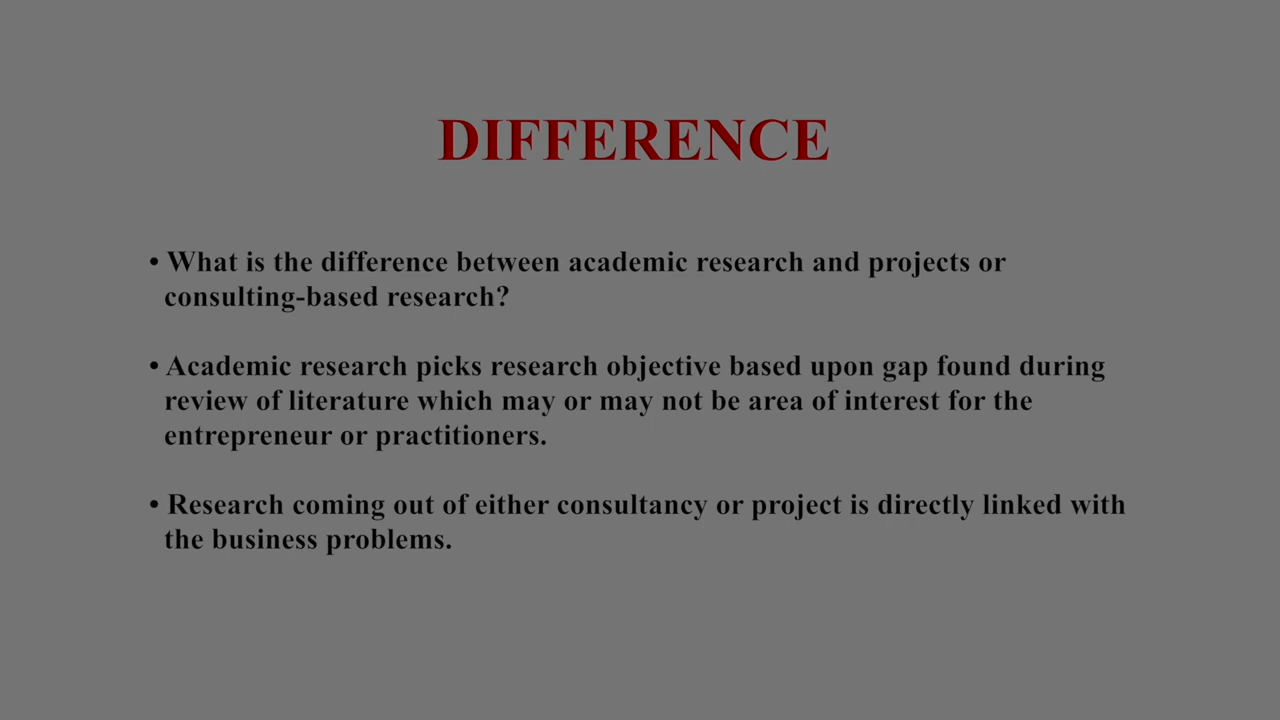 DIFFERENCE
• What is the difference between academic research and projects or
consulting-based research?
• Academic research picks research objective based upon gap found during
review of literature which may or may not be area of interest for the
entrepreneur or practitioners.
• Research coming out of either consultancy or project is directly linked with
the business problems.